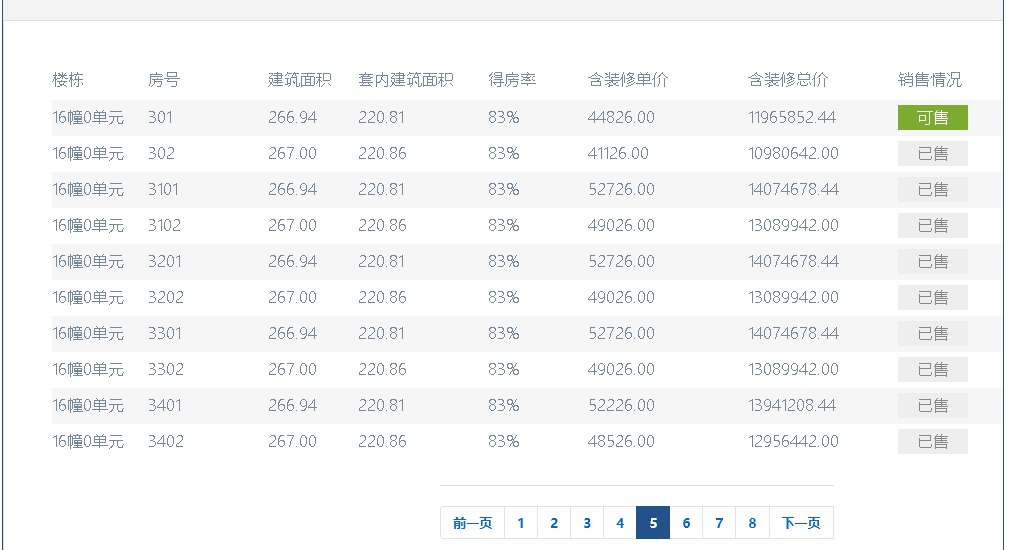 楼栋 房号 建筑面积 套内建筑面积 得房率 含装修单价 含装修总价 销售情况
16幢0单元 301 266.94 220.81 83% 44826.00 11965852.44 可售
16幢0单元 302 267.00 220.86 83% 41126.00 10980642.00 已售
16幢0单元 3101 266.94 220.81 83% 52726.00 14074678.44 已售
16幢0单元 3102 267.00 220.86 83% 49026.00 13089942.00 已售
16幢0单元 3201 266.94 220.81 83% 52726.00 14074678.44 已售
16幢0单元 3202 267.00 220.86 83% 49026.00 13089942.00 已售
16幢0单元 3301 266.94 220.81 83% 52726.00 14074678.44 已售
16幢0单元 3302 267.00 220.86 83% 49026.00 13089942.00 已售
16幢0单元 3401 266.94 220.81 83% 52226.00 13941208.44 已售
16幢0单元 3402 267.00 220.86 83% 48526.00 12956442.00 已售
前一页 1 2 3 4 5 6 7 8 下一页